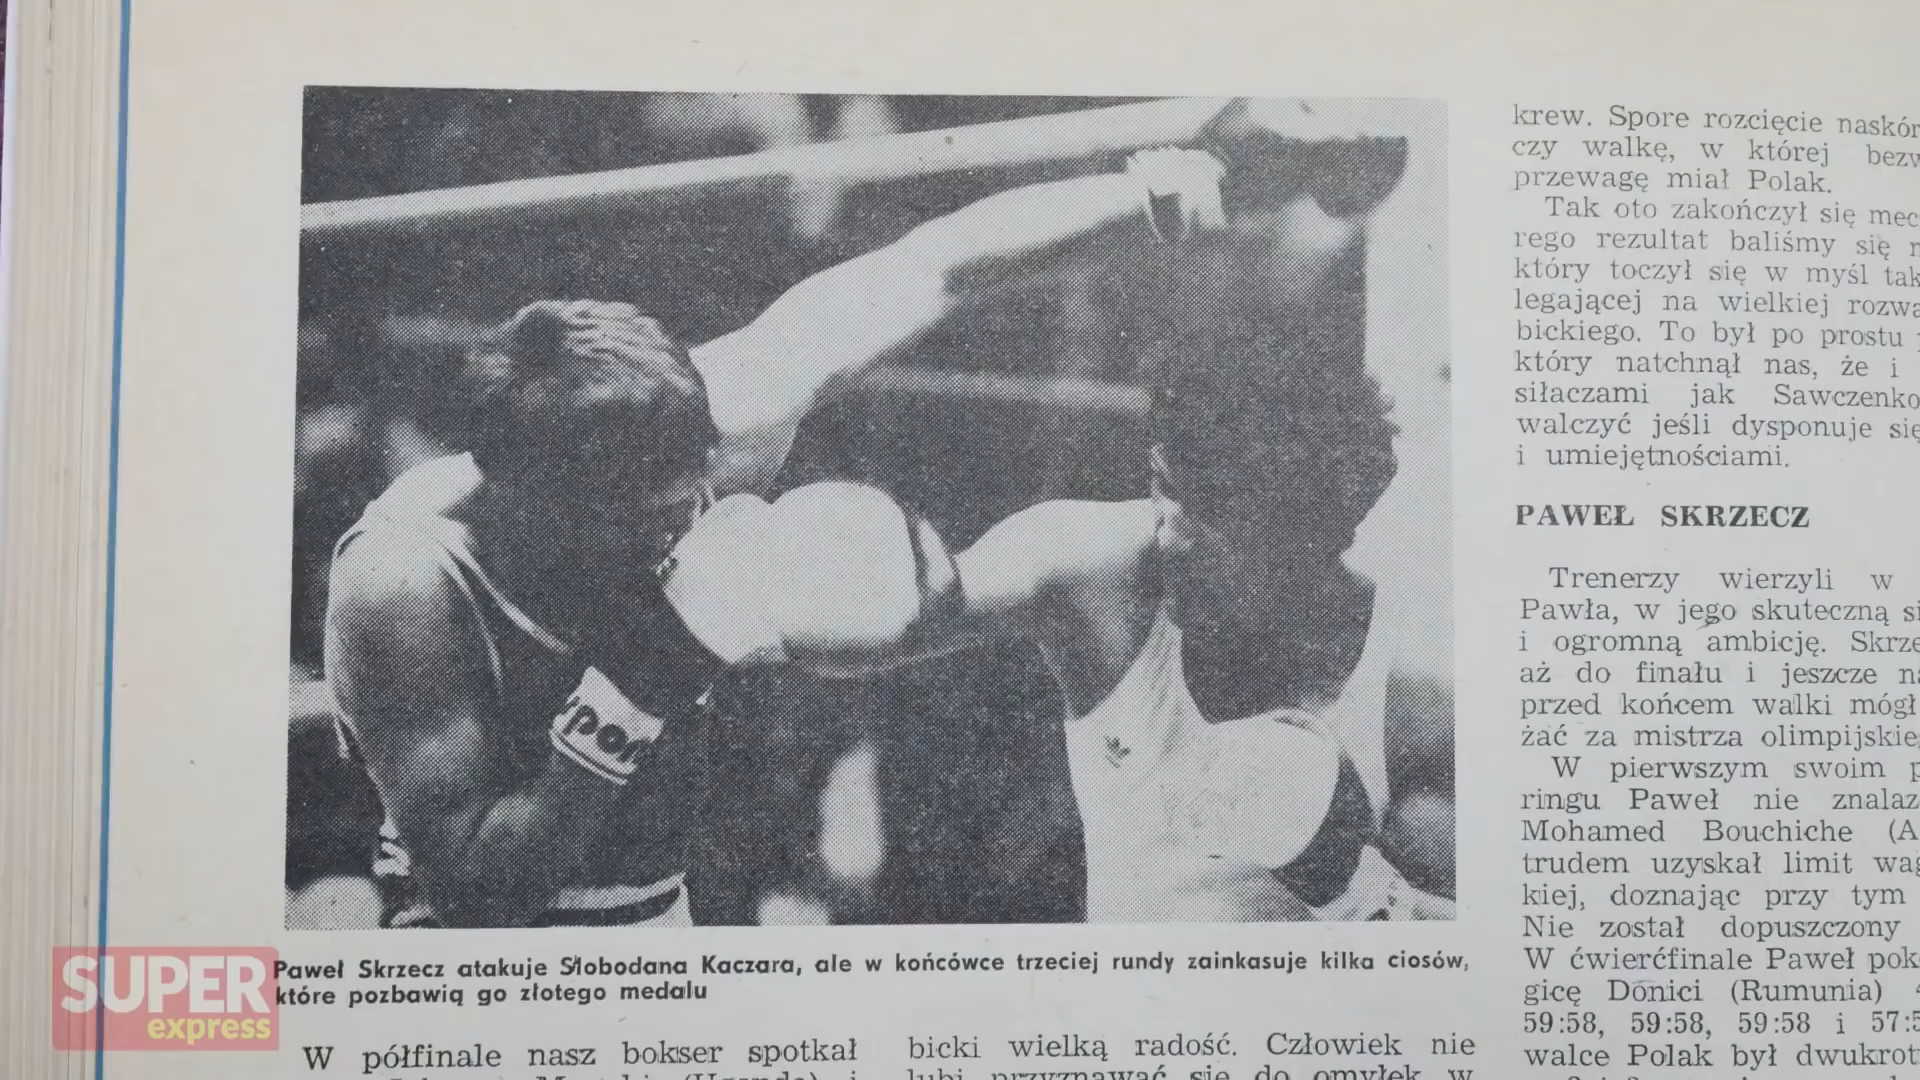 Paweł Skrzecz atakuje Słobodana Kaczara, ale w końcówce trzeciej rundy zainkasuje kilka ciosów,
które pozbawią go złotego medalu
W półfinale nasz bokser spotkał
bicki wielką radość. Człowiek nie
lubi przyznawać się do omyłek w
krew. Spore rozcięcie naskór
czy walkę, w której bezw
przewagę miał Polak.
Tak oto zakończył się mec
rego rezultat baliśmy się n
który toczył się w myśl tak
legającej na wielkiej rozwa
bickiego. To był po prostu
który natchnął nas, że i
siłaczami jak Sawczenko
walczyć jeśli dysponuje się
i umiejętnościami.
PAWEŁ SKRZECZ
Trenerzy wierzyli w
Pawła, w jego skuteczną si
i ogromną ambicję. Skrze
aż do finału i jeszcze na
przed końcem walki mógł
żać za mistrza olimpijskie
W pierwszym swoim p
ringu Paweł nie znalaz
Mohamed Bouchiche (A
trudem uzyskał limit wag
kiej, doznając przy tym
Nie został dopuszczony
W ćwierćfinale Paweł pok
gicę Donici (Rumunia) 4
59:58, 59:58, 59:58 i 57:5
walce Polak był dwukrot
SUPER
express